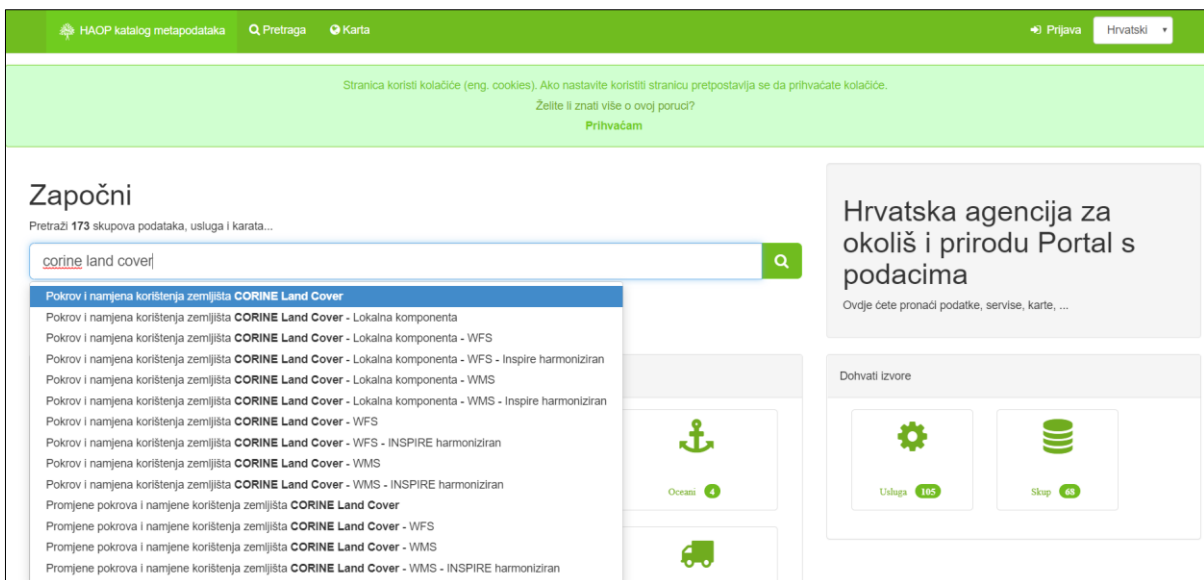 HAOP katalog metapodataka Pretraga Karta Prijava Hrvatski
Stranica koristi kolačiće (eng. cookies). Ako nastavite koristiti stranicu pretpostavlja se da prihvaćate kolačiće.
Želite li znati više o ovoj poruci?
Prihvaćam
Započni
Pretraži 173 skupova podataka, usluga i karata...
corine land cover
Pokrov i namjena korištenja zemljišta CORINE Land Cover
Pokrov i namjena korištenja zemljišta CORINE Land Cover - Lokalna komponenta
Pokrov i namjena korištenja zemljišta CORINE Land Cover - Lokalna komponenta - WFS
Pokrov i namjena korištenja zemljišta CORINE Land Cover - Lokalna komponenta - WFS - Inspire harmoniziran
Pokrov i namjena korištenja zemljišta CORINE Land Cover - Lokalna komponenta - WMS
Pokrov i namjena korištenja zemljišta CORINE Land Cover - Lokalna komponenta - WMS - Inspire harmoniziran
Pokrov i namjena korištenja zemljišta CORINE Land Cover - WFS
Pokrov i namjena korištenja zemljišta CORINE Land Cover - WFS - INSPIRE harmoniziran
Pokrov i namjena korištenja zemljišta CORINE Land Cover - WMS
Pokrov i namjena korištenja zemljišta CORINE Land Cover - WMS - INSPIRE harmoniziran
Promjene pokrova i namjene korištenja zemljišta CORINE Land Cover
Promjene pokrova i namjene korištenja zemljišta CORINE Land Cover - WFS
Promjene pokrova i namjene korištenja zemljišta CORINE Land Cover - WMS
Promjene pokrova i namjene korištenja zemljišta CORINE Land Cover - WMS - INSPIRE harmoniziran
Oceani 4
Hrvatska agencija za
okoliš i prirodu Portal s
podacima
Ovdje ćete pronaći podatke, servise, karte, ...
Dohvati izvore
Usluga 105
Skup 68